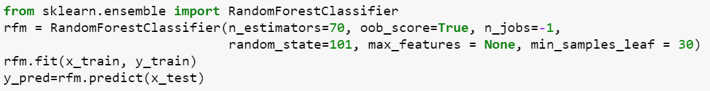 from sklearn.ensemble import RandomForestClassifier
rfm = RandomForestClassifier(n_estimators=70, oob_score=True, n_jobs=-1,
random_state=101, max_features = None, min_samples_leaf = 30)
rfm.fit(x_train, y_train)
y_pred=rfm.predict(x_test)